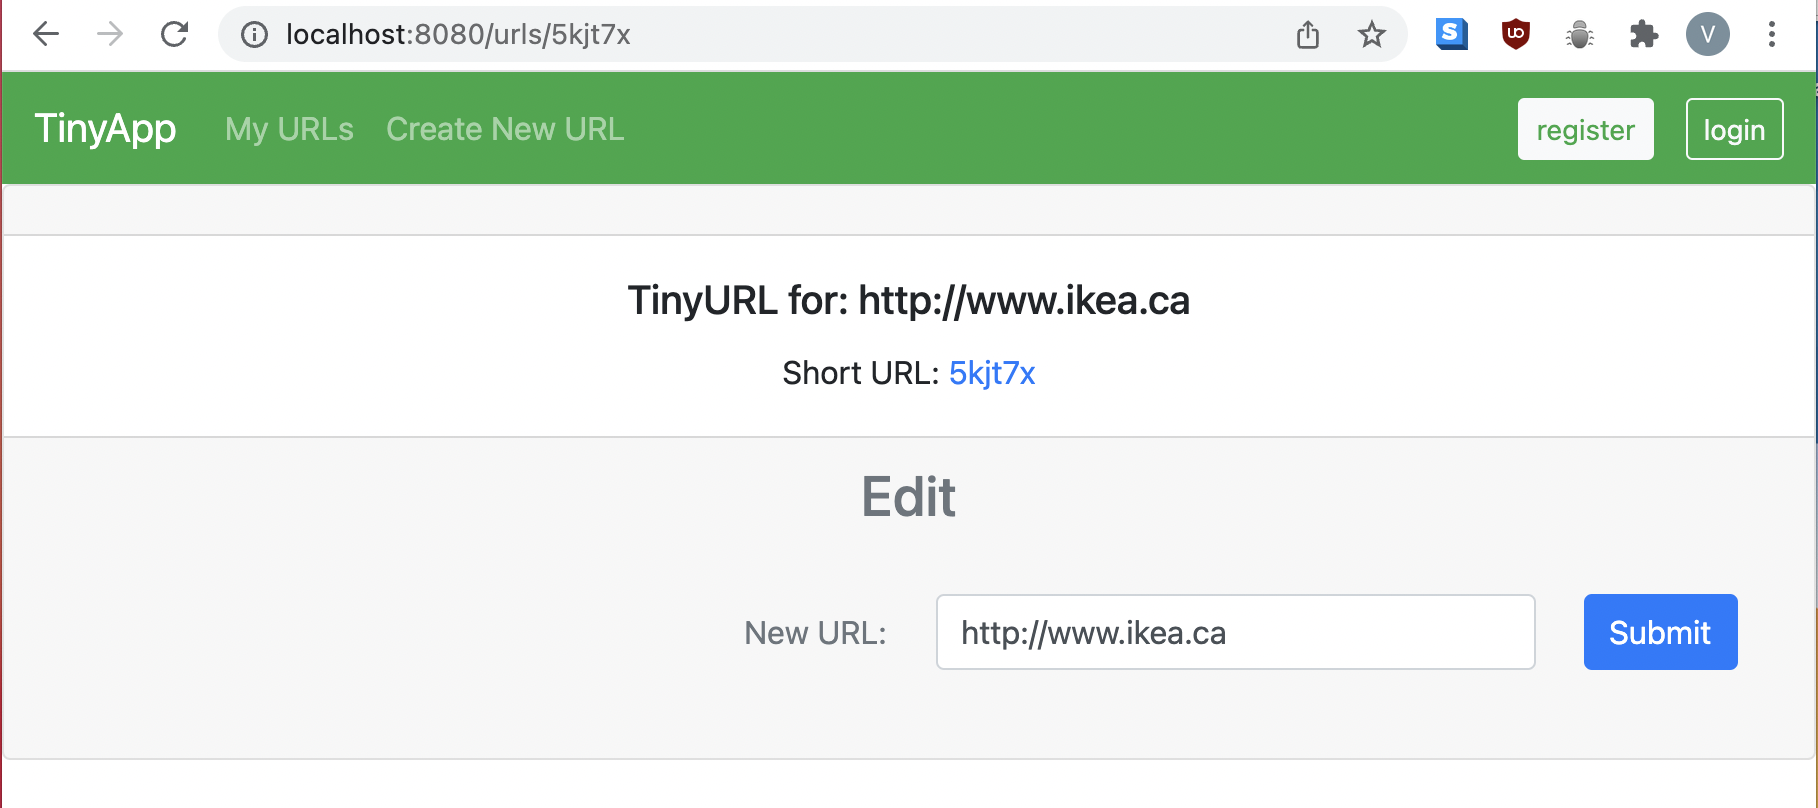 localhost:8080/urls/5kjt7x
S
UO
V
TinyApp My URLs Create New URL register login
TinyURL for: http://www.ikea.ca
Short URL: 5kjt7x
Edit
New URL: http://www.ikea.ca Submit